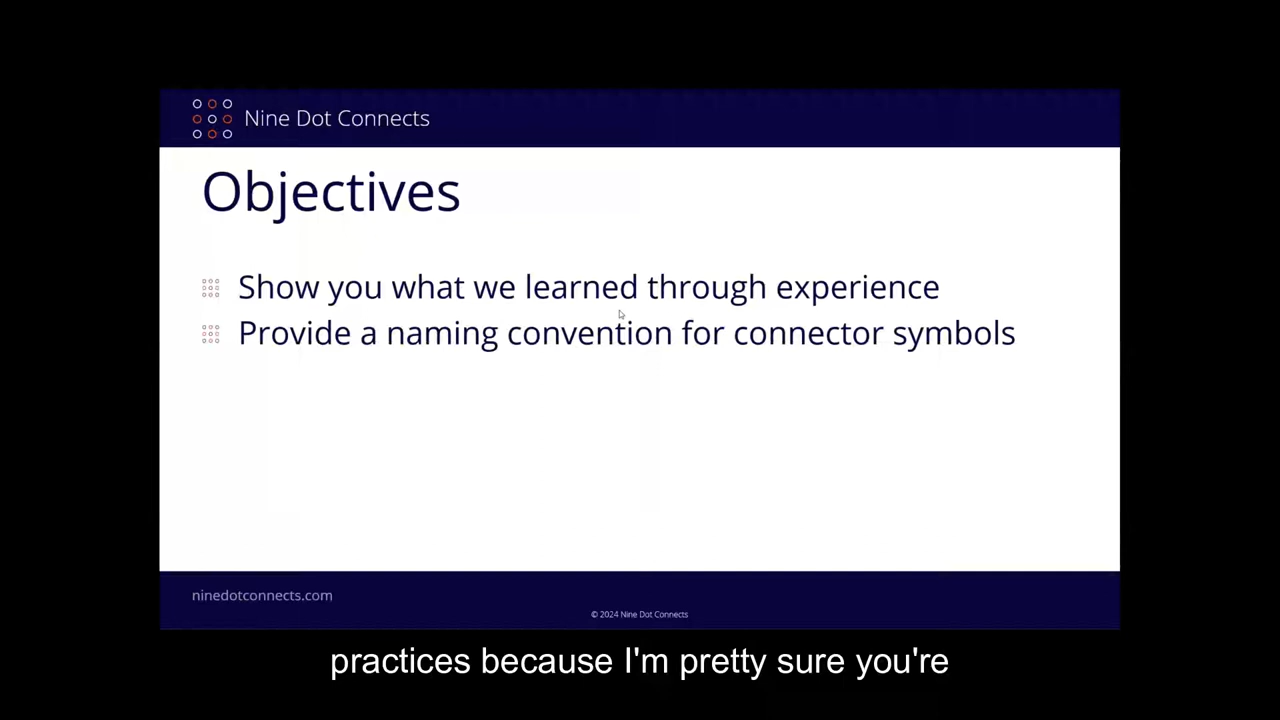 Nine Dot Connects
Objectives
Show you what we learned through experience
Provide a naming convention for connector symbols
ninedotconnects.com
© 2024 Nine Dot Connects
practices because I'm pretty sure you're